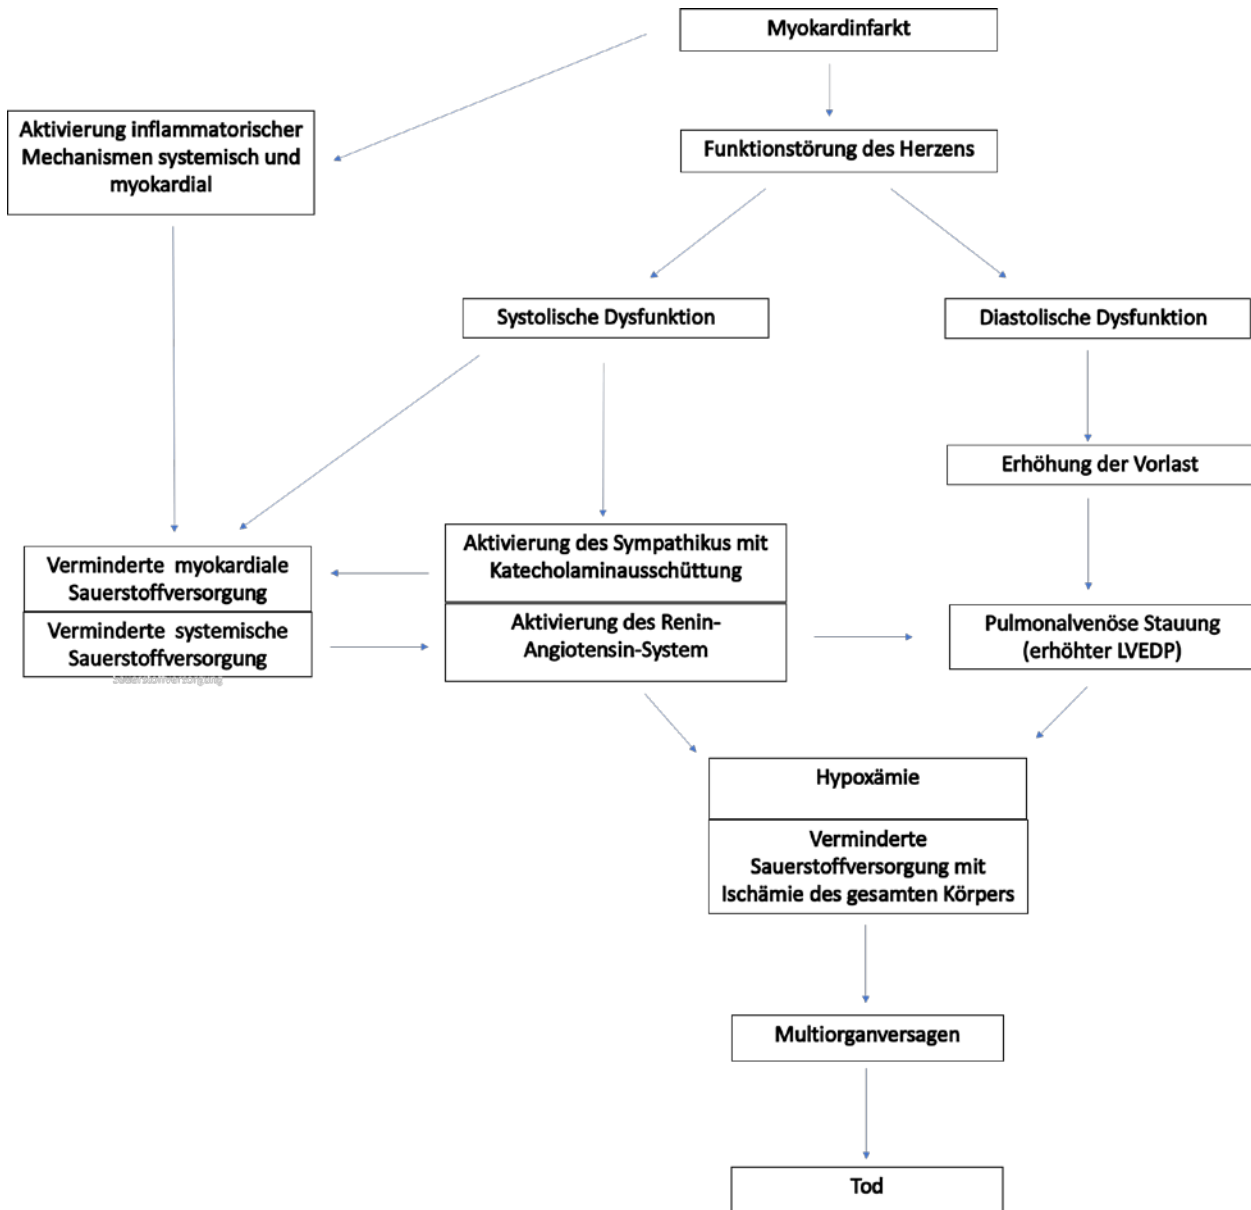 Myokardinfarkt
Aktivierung inflammatorischer
Mechanismen systemisch und
myokardial
Funktionstörung des Herzens
Systolische Dysfunktion
Diastolische Dysfunktion
Erhöhung der Vorlast
Verminderte myokardiale
Sauerstoffversorgung
Verminderte systemische
Sauerstoffversorgung
Sauerstoffversorgung
Aktivierung des Sympathikus mit
Katecholaminausschüttung
Aktivierung des Renin-
Angiotensin-System
Pulmonalvenöse Stauung
(erhöhter LVEDP)
Hypoxämie
Verminderte
Sauerstoffversorgung mit
Ischämie des gesamten Körpers
Multiorganversagen
Tod